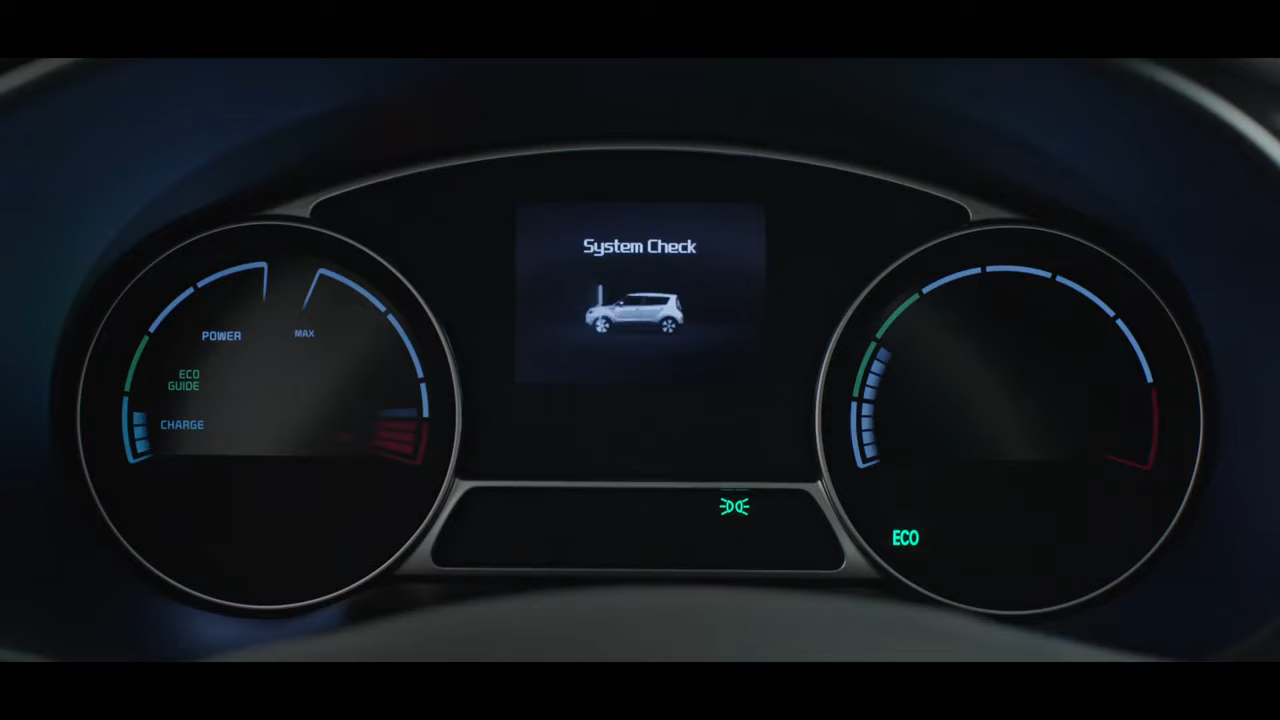 System Check
POWER
MAX
ECO
GUIDE
CHARGE
ECO